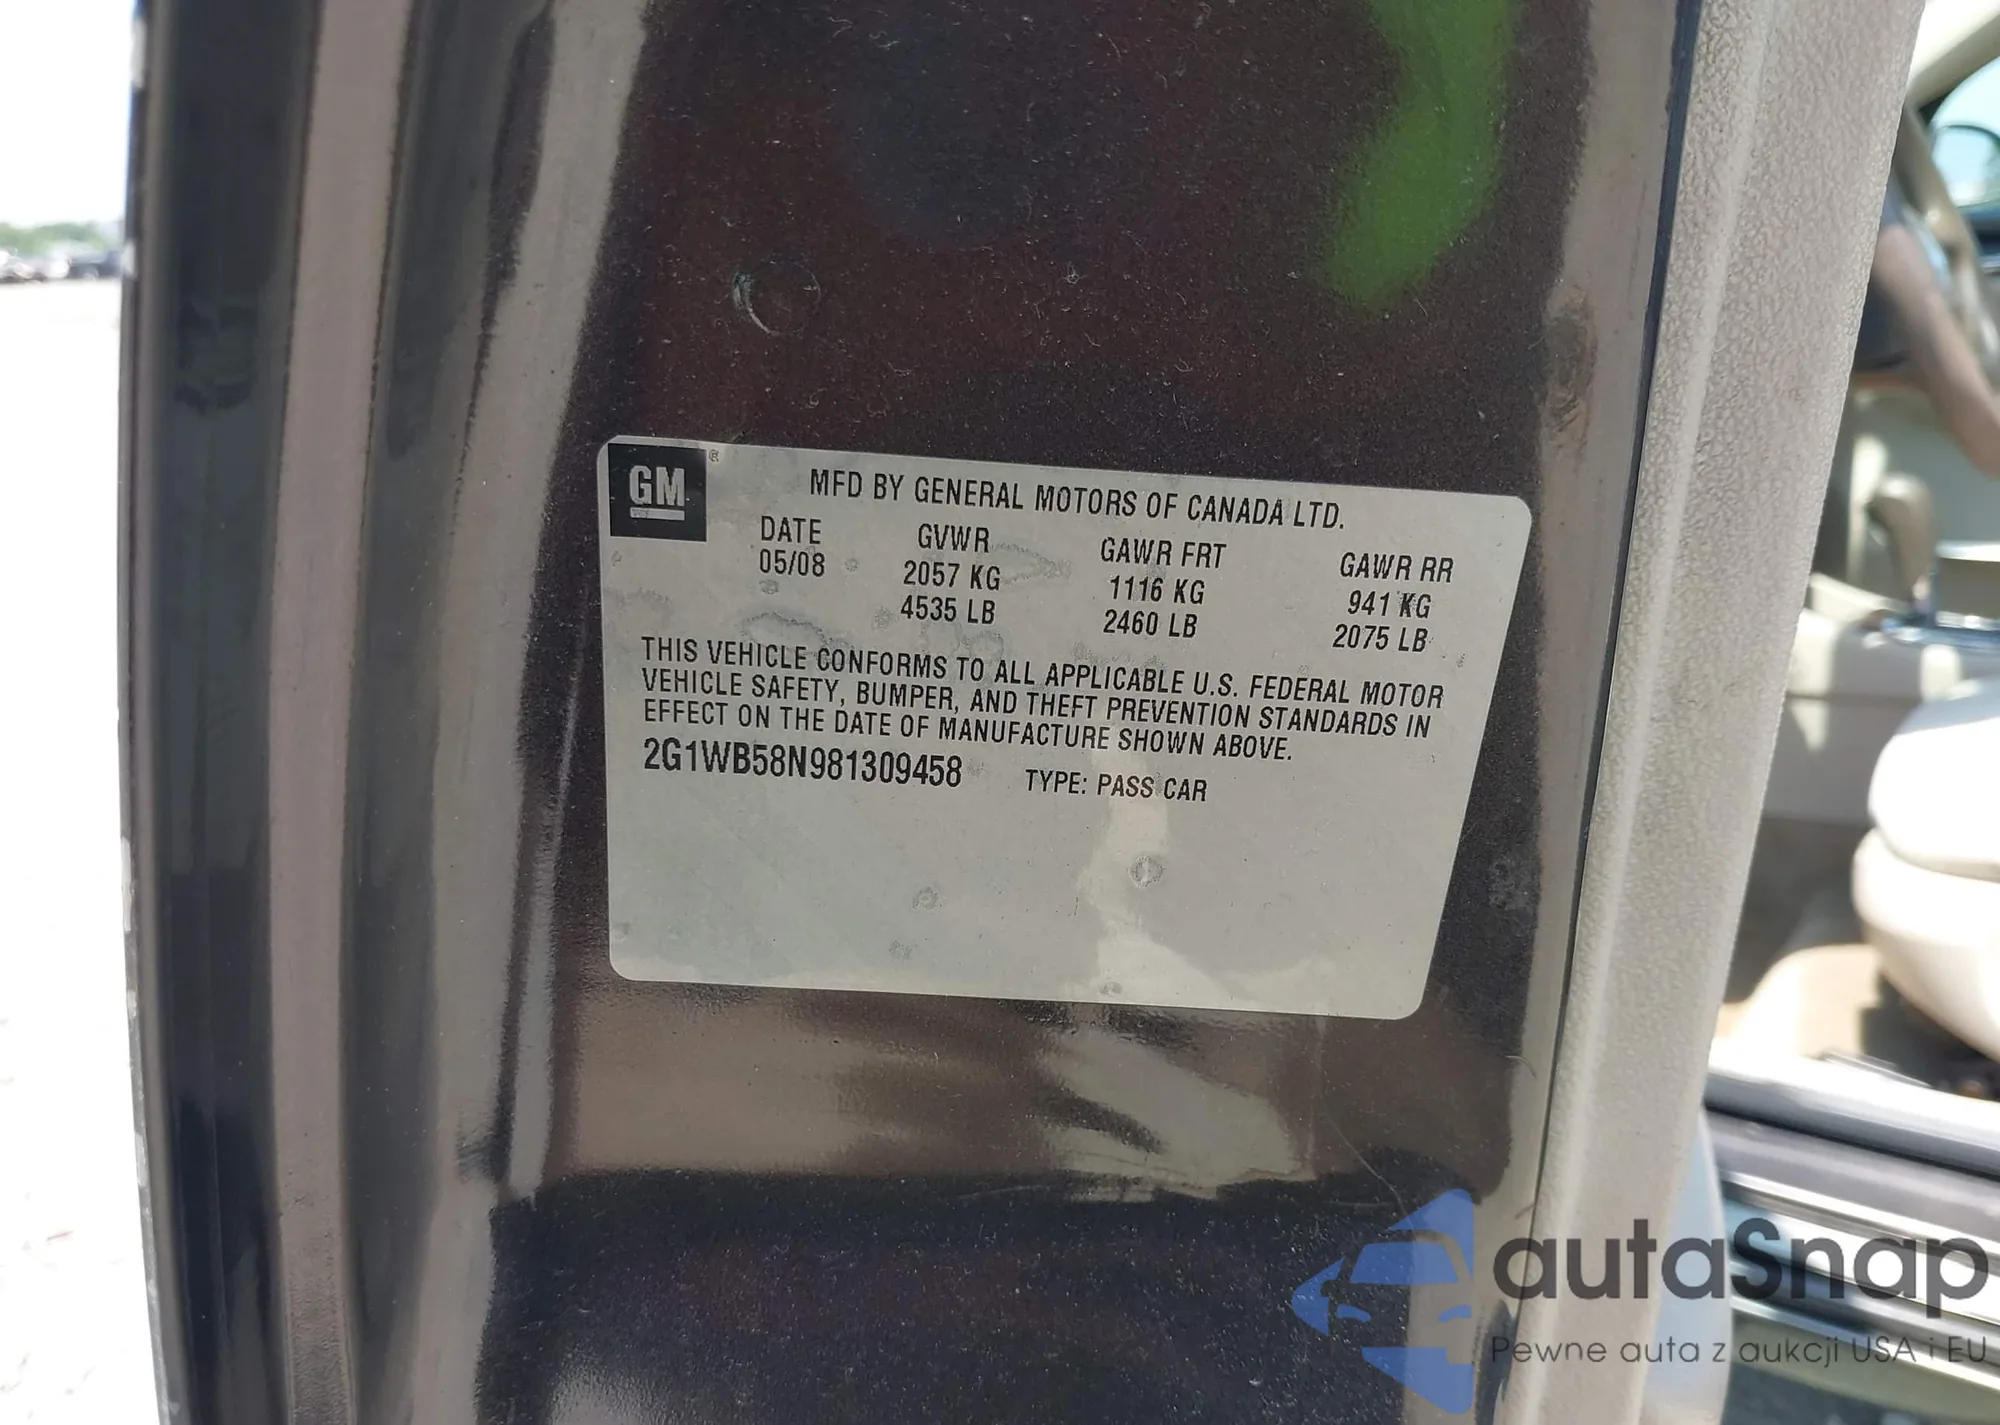 GM ®
MFD BY GENERAL MOTORS OF CANADA LTD.
DATE GVWR GAWR FRT GAWR RR
05/08 2057 KG 1116 KG 941 KG
4535 LB 2460 LB 2075 LB
THIS VEHICLE CONFORMS TO ALL APPLICABLE U.S. FEDERAL MOTOR
VEHICLE SAFETY, BUMPER, AND THEFT PREVENTION STANDARDS IN
EFFECT ON THE DATE OF MANUFACTURE SHOWN ABOVE.
2G1WB58N981309458 TYPE: PASS CAR
autaSnap
Pewne auta z aukcji USA i EU